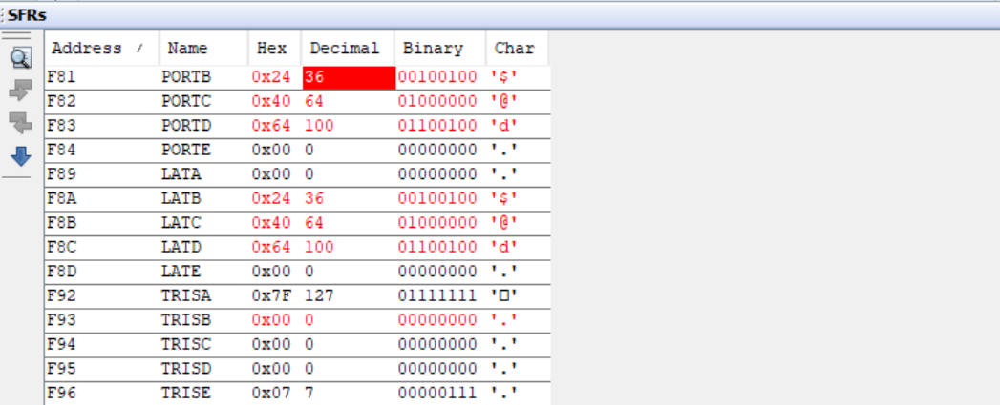 SFRs
Address / Name Hex Decimal Binary Char
F81 PORTB 0x24 36 00100100 '$'
F82 PORTC 0x40 64 01000000 '@'
F83 PORTD 0x64 100 01100100 'd'
F84 PORTE 0x00 0 00000000 '.'
F89 LATA 0x00 0 00000000 '.'
F8A LATB 0x24 36 00100100 '$'
F8B LATC 0x40 64 01000000 '@'
F8C LATD 0x64 100 01100100 'd'
F8D LATE 0x00 0 00000000 '.'
F92 TRISA 0x7F 127 01111111 '□'
F93 TRISB 0x00 0 00000000 '.'
F94 TRISC 0x00 0 00000000 '.'
F95 TRISD 0x00 0 00000000 '.'
F96 TRISE 0x07 7 00000111 '.'